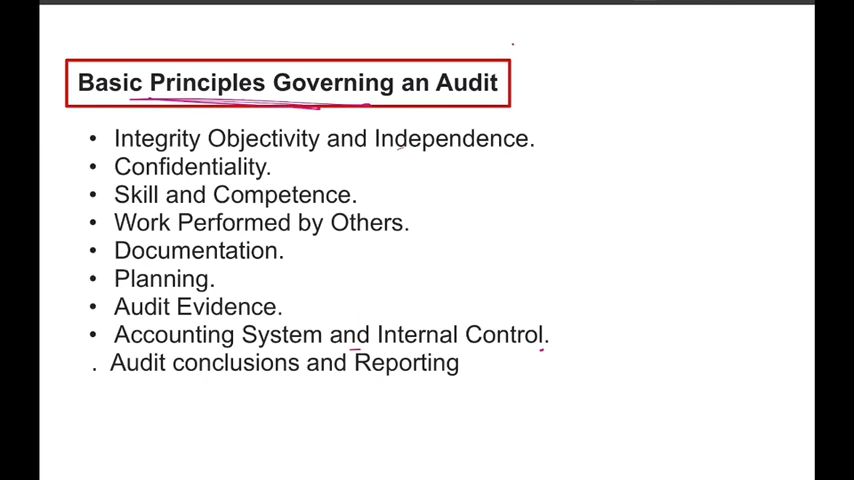 Basic Principles Governing an Audit
• Integrity Objectivity and Independence.
• Confidentiality.
• Skill and Competence.
• Work Performed by Others.
• Documentation.
• Planning.
• Audit Evidence.
• Accounting System and Internal Control.
. Audit conclusions and Reporting